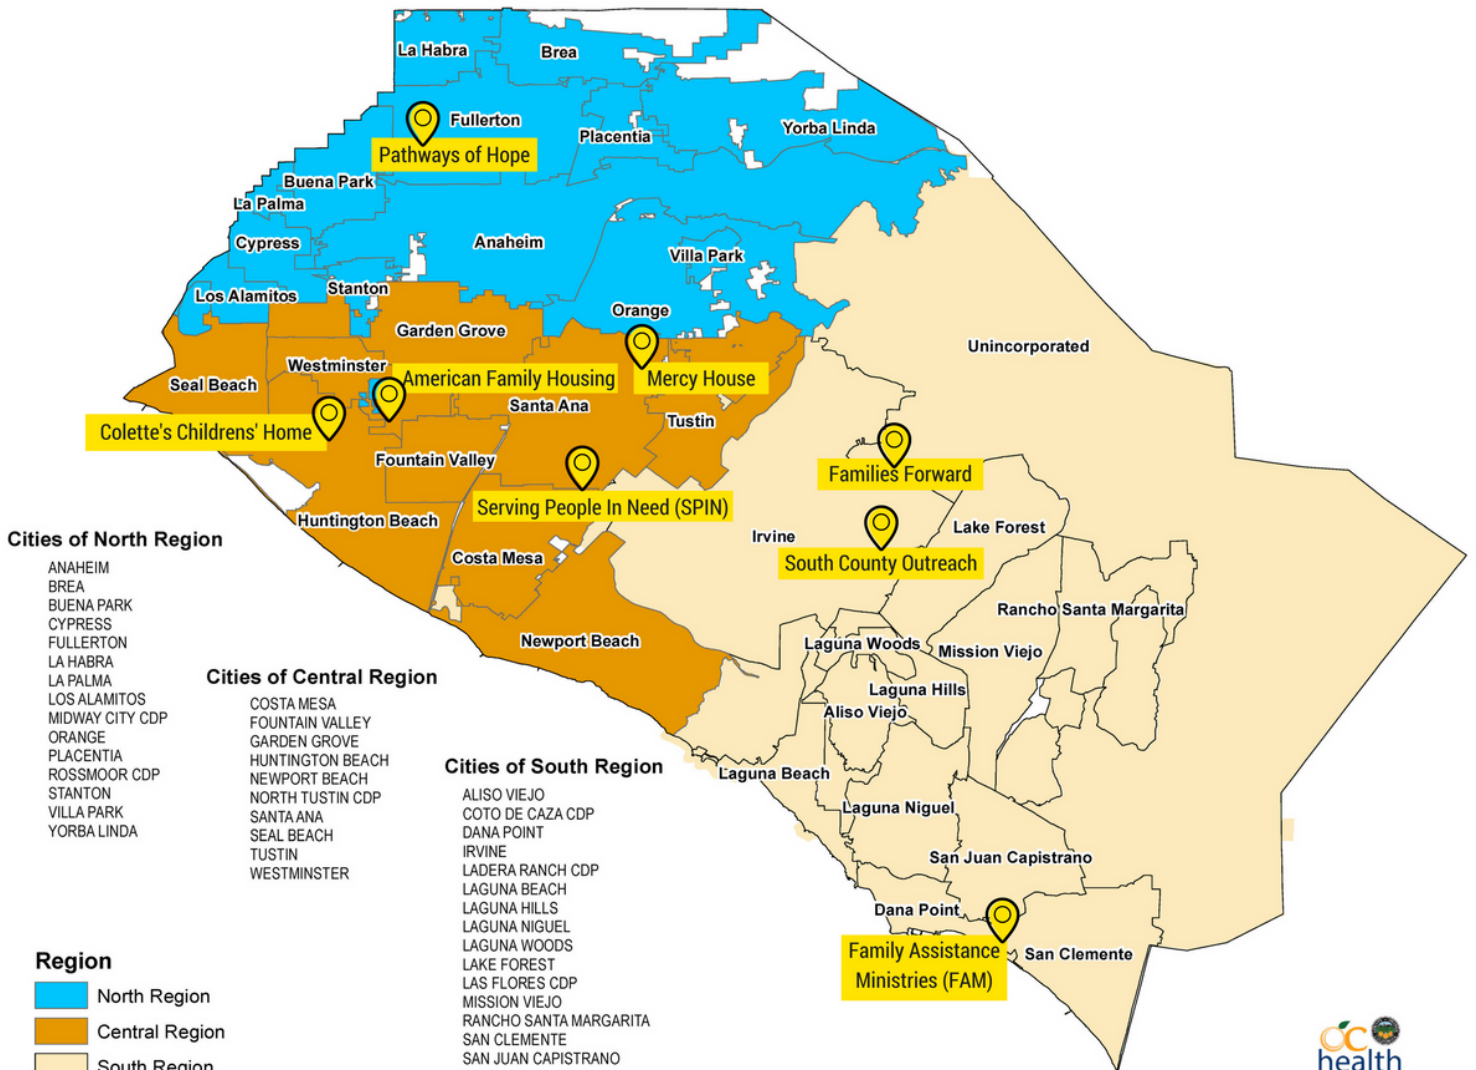 La Habra
Brea
Fullerton
Placentia
Yorba Linda
Pathways of Hope
Buena Park
La Palma
Cypress
Anaheim
Villa Park
Los Alamitos
Stanton
Orange
Garden Grove
Unincorporated
Westminster
Seal Beach
American Family Housing
Mercy House
Santa Ana
Tustin
Colette's Childrens' Home
Fountain Valley
Families Forward
Serving People In Need (SPIN)
Huntington Beach
Irvine
Lake Forest
Costa Mesa
South County Outreach
Rancho Santa Margarita
Newport Beach
Laguna Woods
Mission Viejo
Laguna Hills
Aliso Viejo
Laguna Beach
Laguna Niguel
San Juan Capistrano
Dana Point
Family Assistance
Ministries (FAM)
San Clemente
Cities of North Region
ANAHEIM
BREA
BUENA PARK
CYPRESS
FULLERTON
LA HABRA
LA PALMA
LOS ALAMITOS
MIDWAY CITY CDP
ORANGE
PLACENTIA
ROSSMOOR CDP
STANTON
VILLA PARK
YORBA LINDA
Cities of Central Region
COSTA MESA
FOUNTAIN VALLEY
GARDEN GROVE
HUNTINGTON BEACH
NEWPORT BEACH
NORTH TUSTIN CDP
SANTA ANA
SEAL BEACH
TUSTIN
WESTMINSTER
Cities of South Region
ALISO VIEJO
COTO DE CAZA CDP
DANA POINT
IRVINE
LADERA RANCH CDP
LAGUNA BEACH
LAGUNA HILLS
LAGUNA NIGUEL
LAGUNA WOODS
LAKE FOREST
LAS FLORES CDP
MISSION VIEJO
RANCHO SANTA MARGARITA
SAN CLEMENTE
SAN JUAN CAPISTRANO
Region
North Region
Central Region
South Region
oc
health